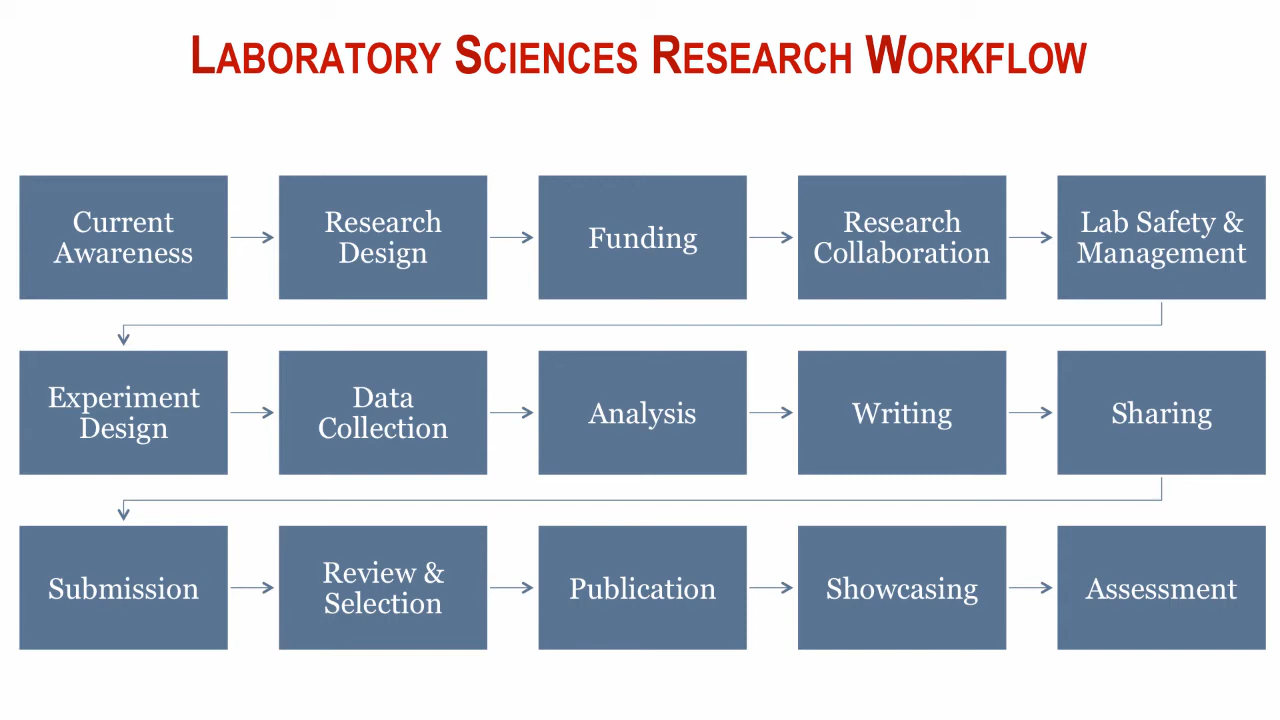 LABORATORY SCIENCES RESEARCH WORKFLOW
Current
Awareness
Research
Design
Funding
Research
Collaboration
Lab Safety &
Management
Experiment
Design
Data
Collection
Analysis
Writing
Sharing
Submission
Review &
Selection
Publication
Showcasing
Assessment